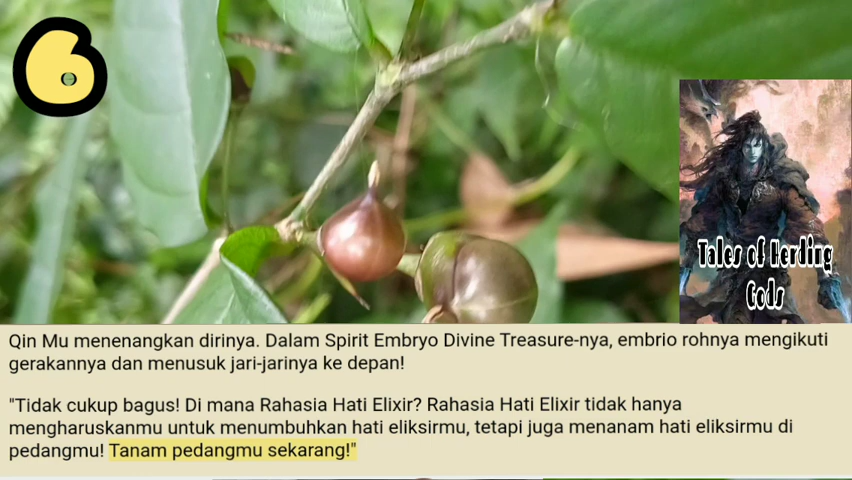 6
Tales of Herding
Gods
Qin Mu menenangkan dirinya. Dalam Spirit Embryo Divine Treasure-nya, embrio rohnya mengikuti
gerakannya dan menusuk jari-jarinya ke depan!
"Tidak cukup bagus! Di mana Rahasia Hati Elixir? Rahasia Hati Elixir tidak hanya
mengharuskanmu untuk menumbuhkan hati eliksirmu, tetapi juga menanam hati eliksirmu di
pedangmu! Tanam pedangmu sekarang!"